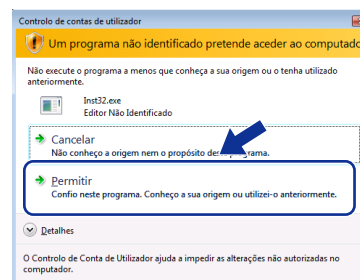 Controlo de contas de utilizador
Um programa não identificado pretende aceder ao computado
Não execute o programa a menos que conheça a sua origem ou o tenha utilizado
anteriormente.
Inst32.exe
Editor Não Identificado
Cancelar
Não conheço a origem nem o propósito des rama.
Permitir
Confio neste programa. Conheço a sua origem ou utilizei-o anteriormente.
Detalhes
O Controlo de Conta de Utilizador ajuda a impedir as alterações não autorizadas no
computador.